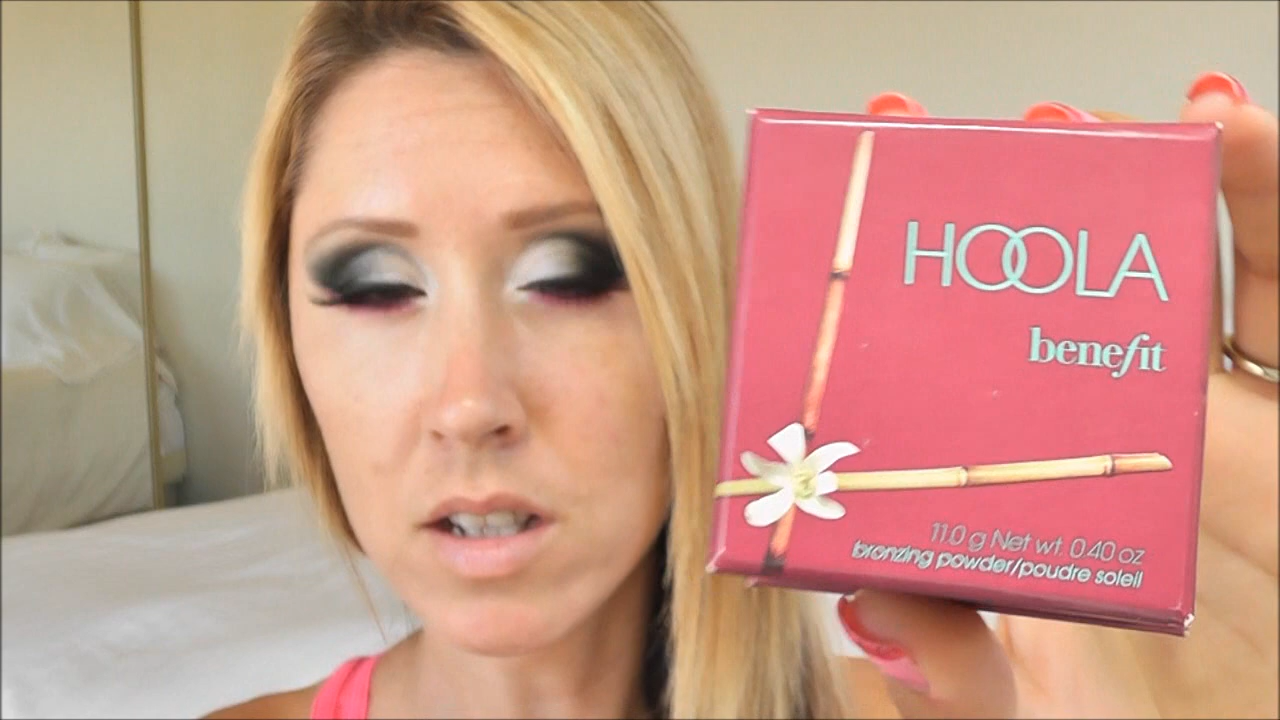 HOOLA
benefit
11.0 g Net wt. 0.40 oz
bronzing powder/poudre soleil